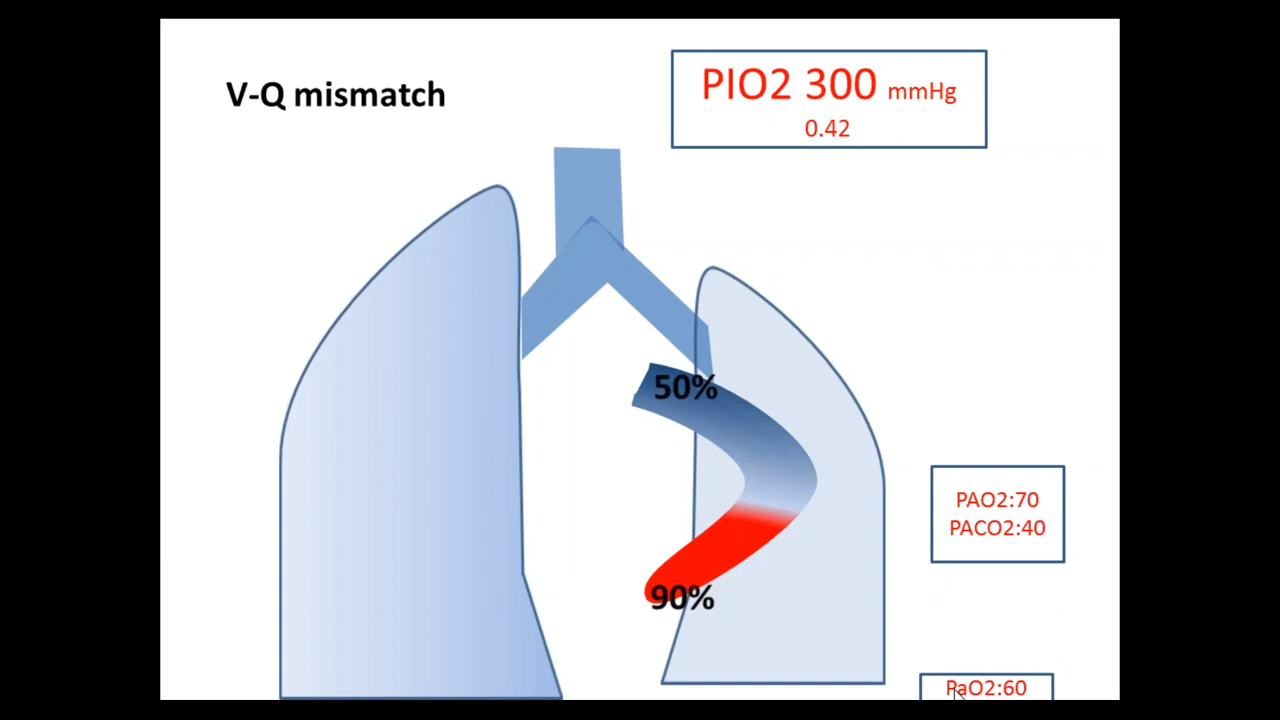 V-Q mismatch
PIO2 300 mmHg
0.42
50%
PAO2:70
PACO2:40
90%
PaO2:60